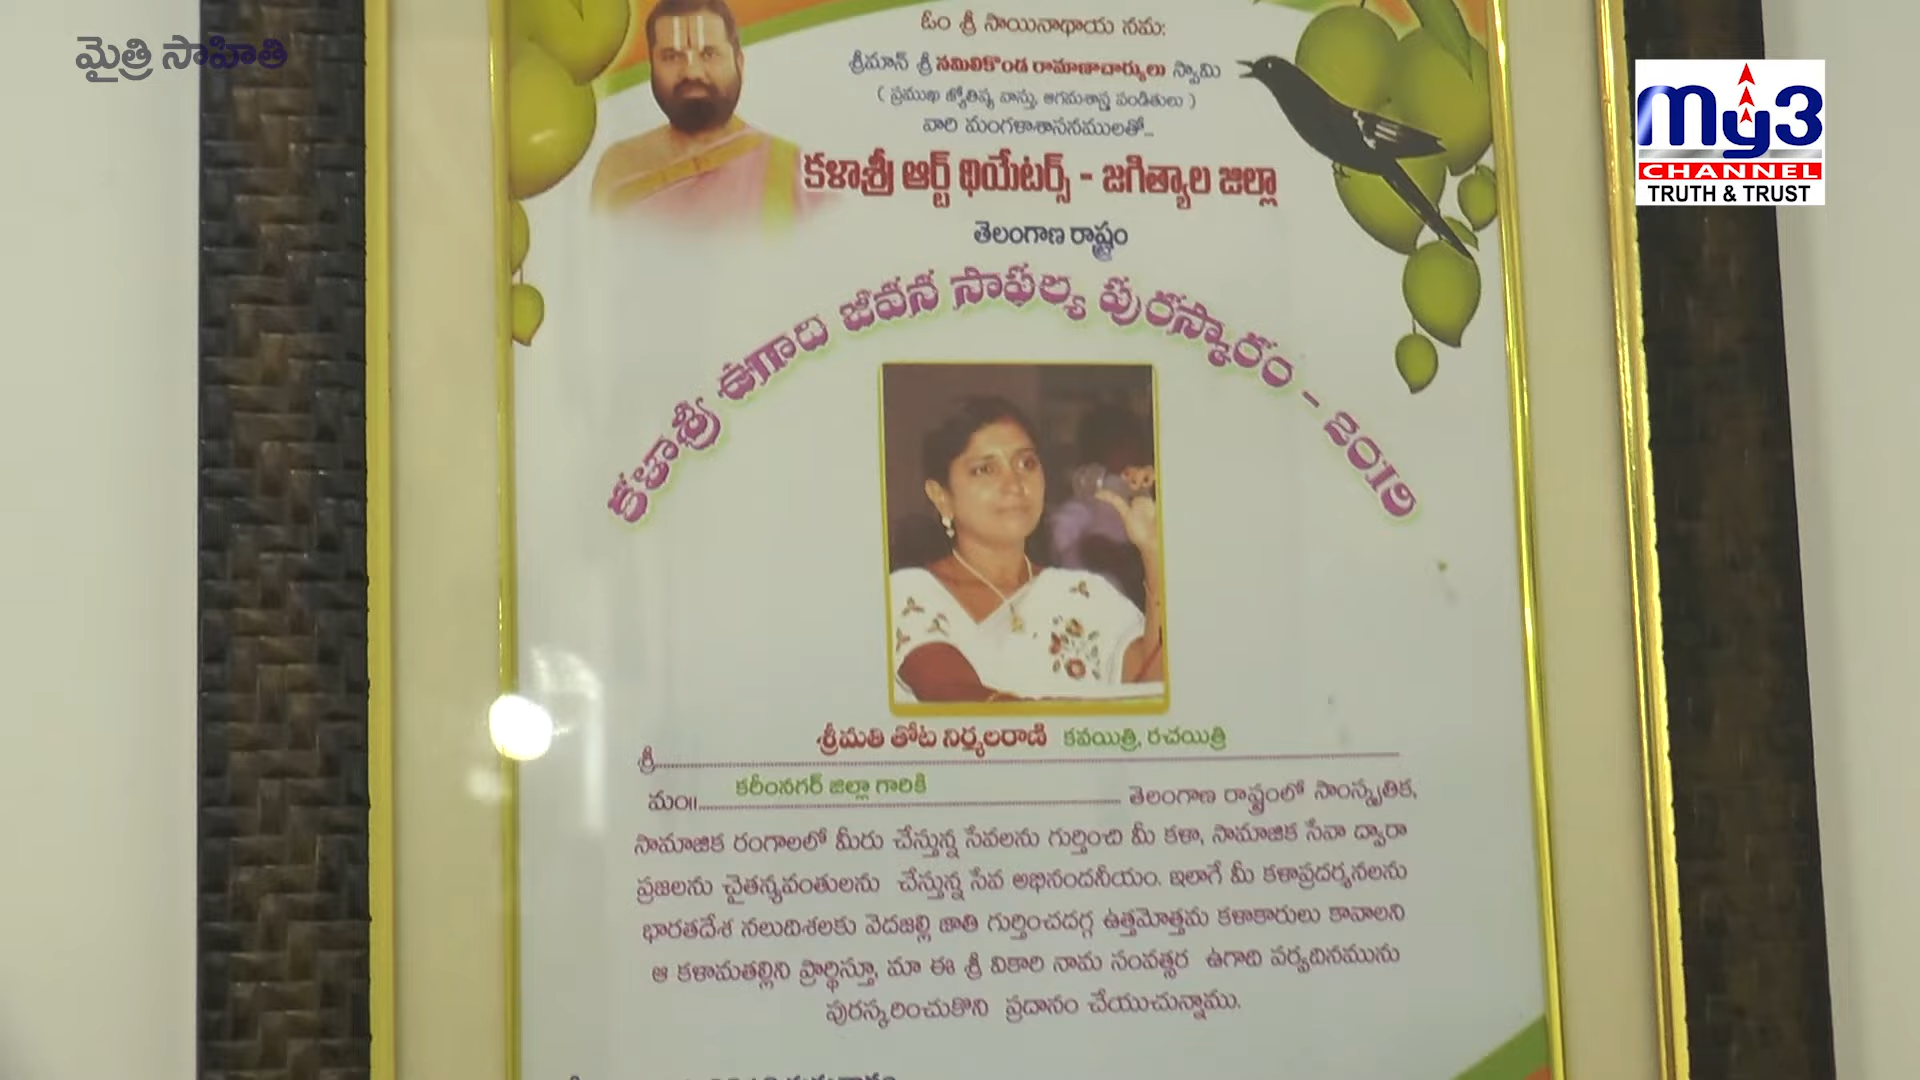 మైత్రి సాహితి
my3
CHANNEL
TRUTH & TRUST
ఓం శ్రీ సాయినాథాయ నమః
శ్రీమాన్ శ్రీ నమిలికొండ రామాణాచార్యులు స్వామి
( ప్రముఖ జ్యోతిష్య వాస్తు, ఆగమశాస్త్ర పండితులు )
వారి మంగళాశాసనములతో...
కళాశ్రీ ఆర్ట్ థియేటర్స్ - జగిత్యాల జిల్లా
తెలంగాణ రాష్ట్రం
కళాశ్రీ ఉగాది జీవన సాఫల్య పురస్కారం - 2019
శ్రీమతి తోట నిర్మలరాణి కవయిత్రి, రచయిత్రి
శ్రీ
కరీంనగర్ జిల్లా గారికి
మం॥ తెలంగాణ రాష్ట్రంలో సాంస్కృతిక,
సామాజిక రంగాలలో మీరు చేస్తున్న సేవలను గుర్తించి మీ కళా, సామాజిక సేవా ద్వారా
ప్రజలను చైతన్యవంతులను చేస్తున్న సేవ అభినందనీయం. ఇలాగే మీ కళాప్రదర్శనలను
భారతదేశ నలుదిశలకు వెదజల్లి జాతి గుర్తించదగ్గ ఉత్తమోత్తమ కళాకారులు కావాలని
ఆ కళామతల్లిని ప్రార్థిస్తూ, మా ఈ శ్రీ వికారి నామ సంవత్సర ఉగాది పర్వదినమును
పురస్కరించుకొని ప్రదానం చేయుచున్నాము.